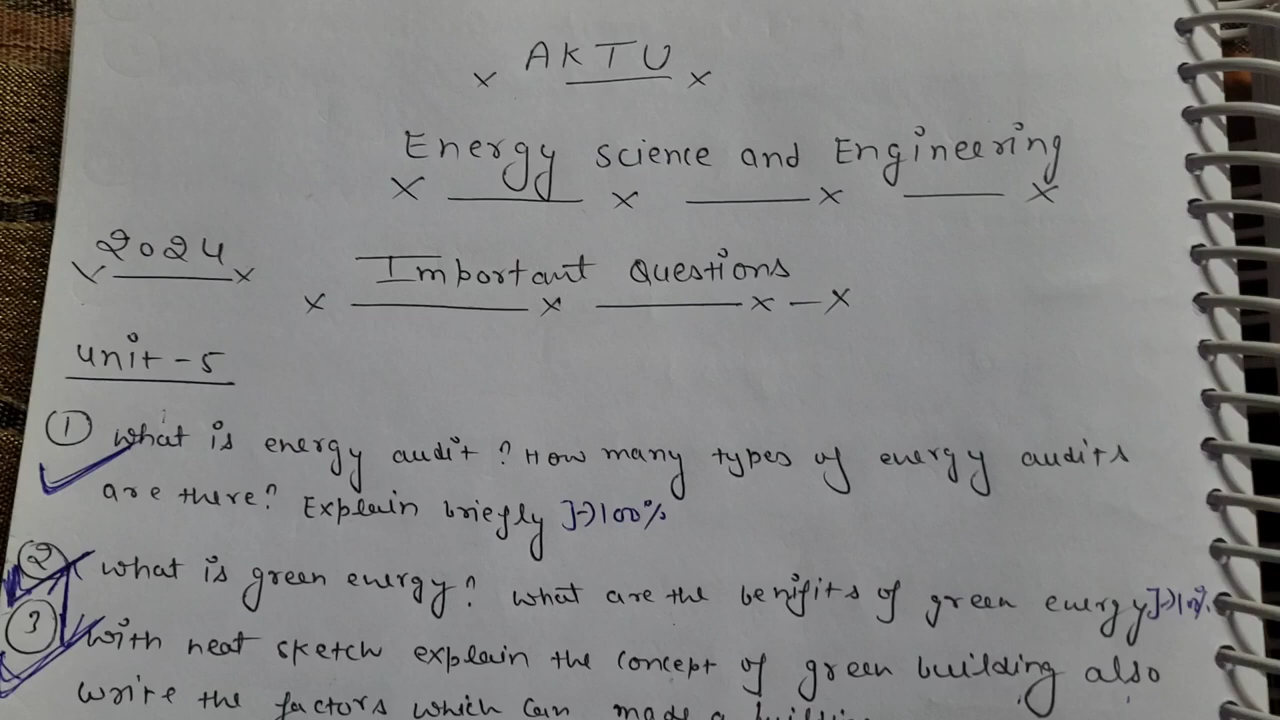 AKTU
Energy science and Engineering
2024
Important Questions
unit-5
① What is energy audit? How many types of energy audits
are there? Explain briefly ]→100%
② what is green energy? what are the benifits of green energy]→
③ With neat sketch explain the concept of green building also
write the factors which can made a